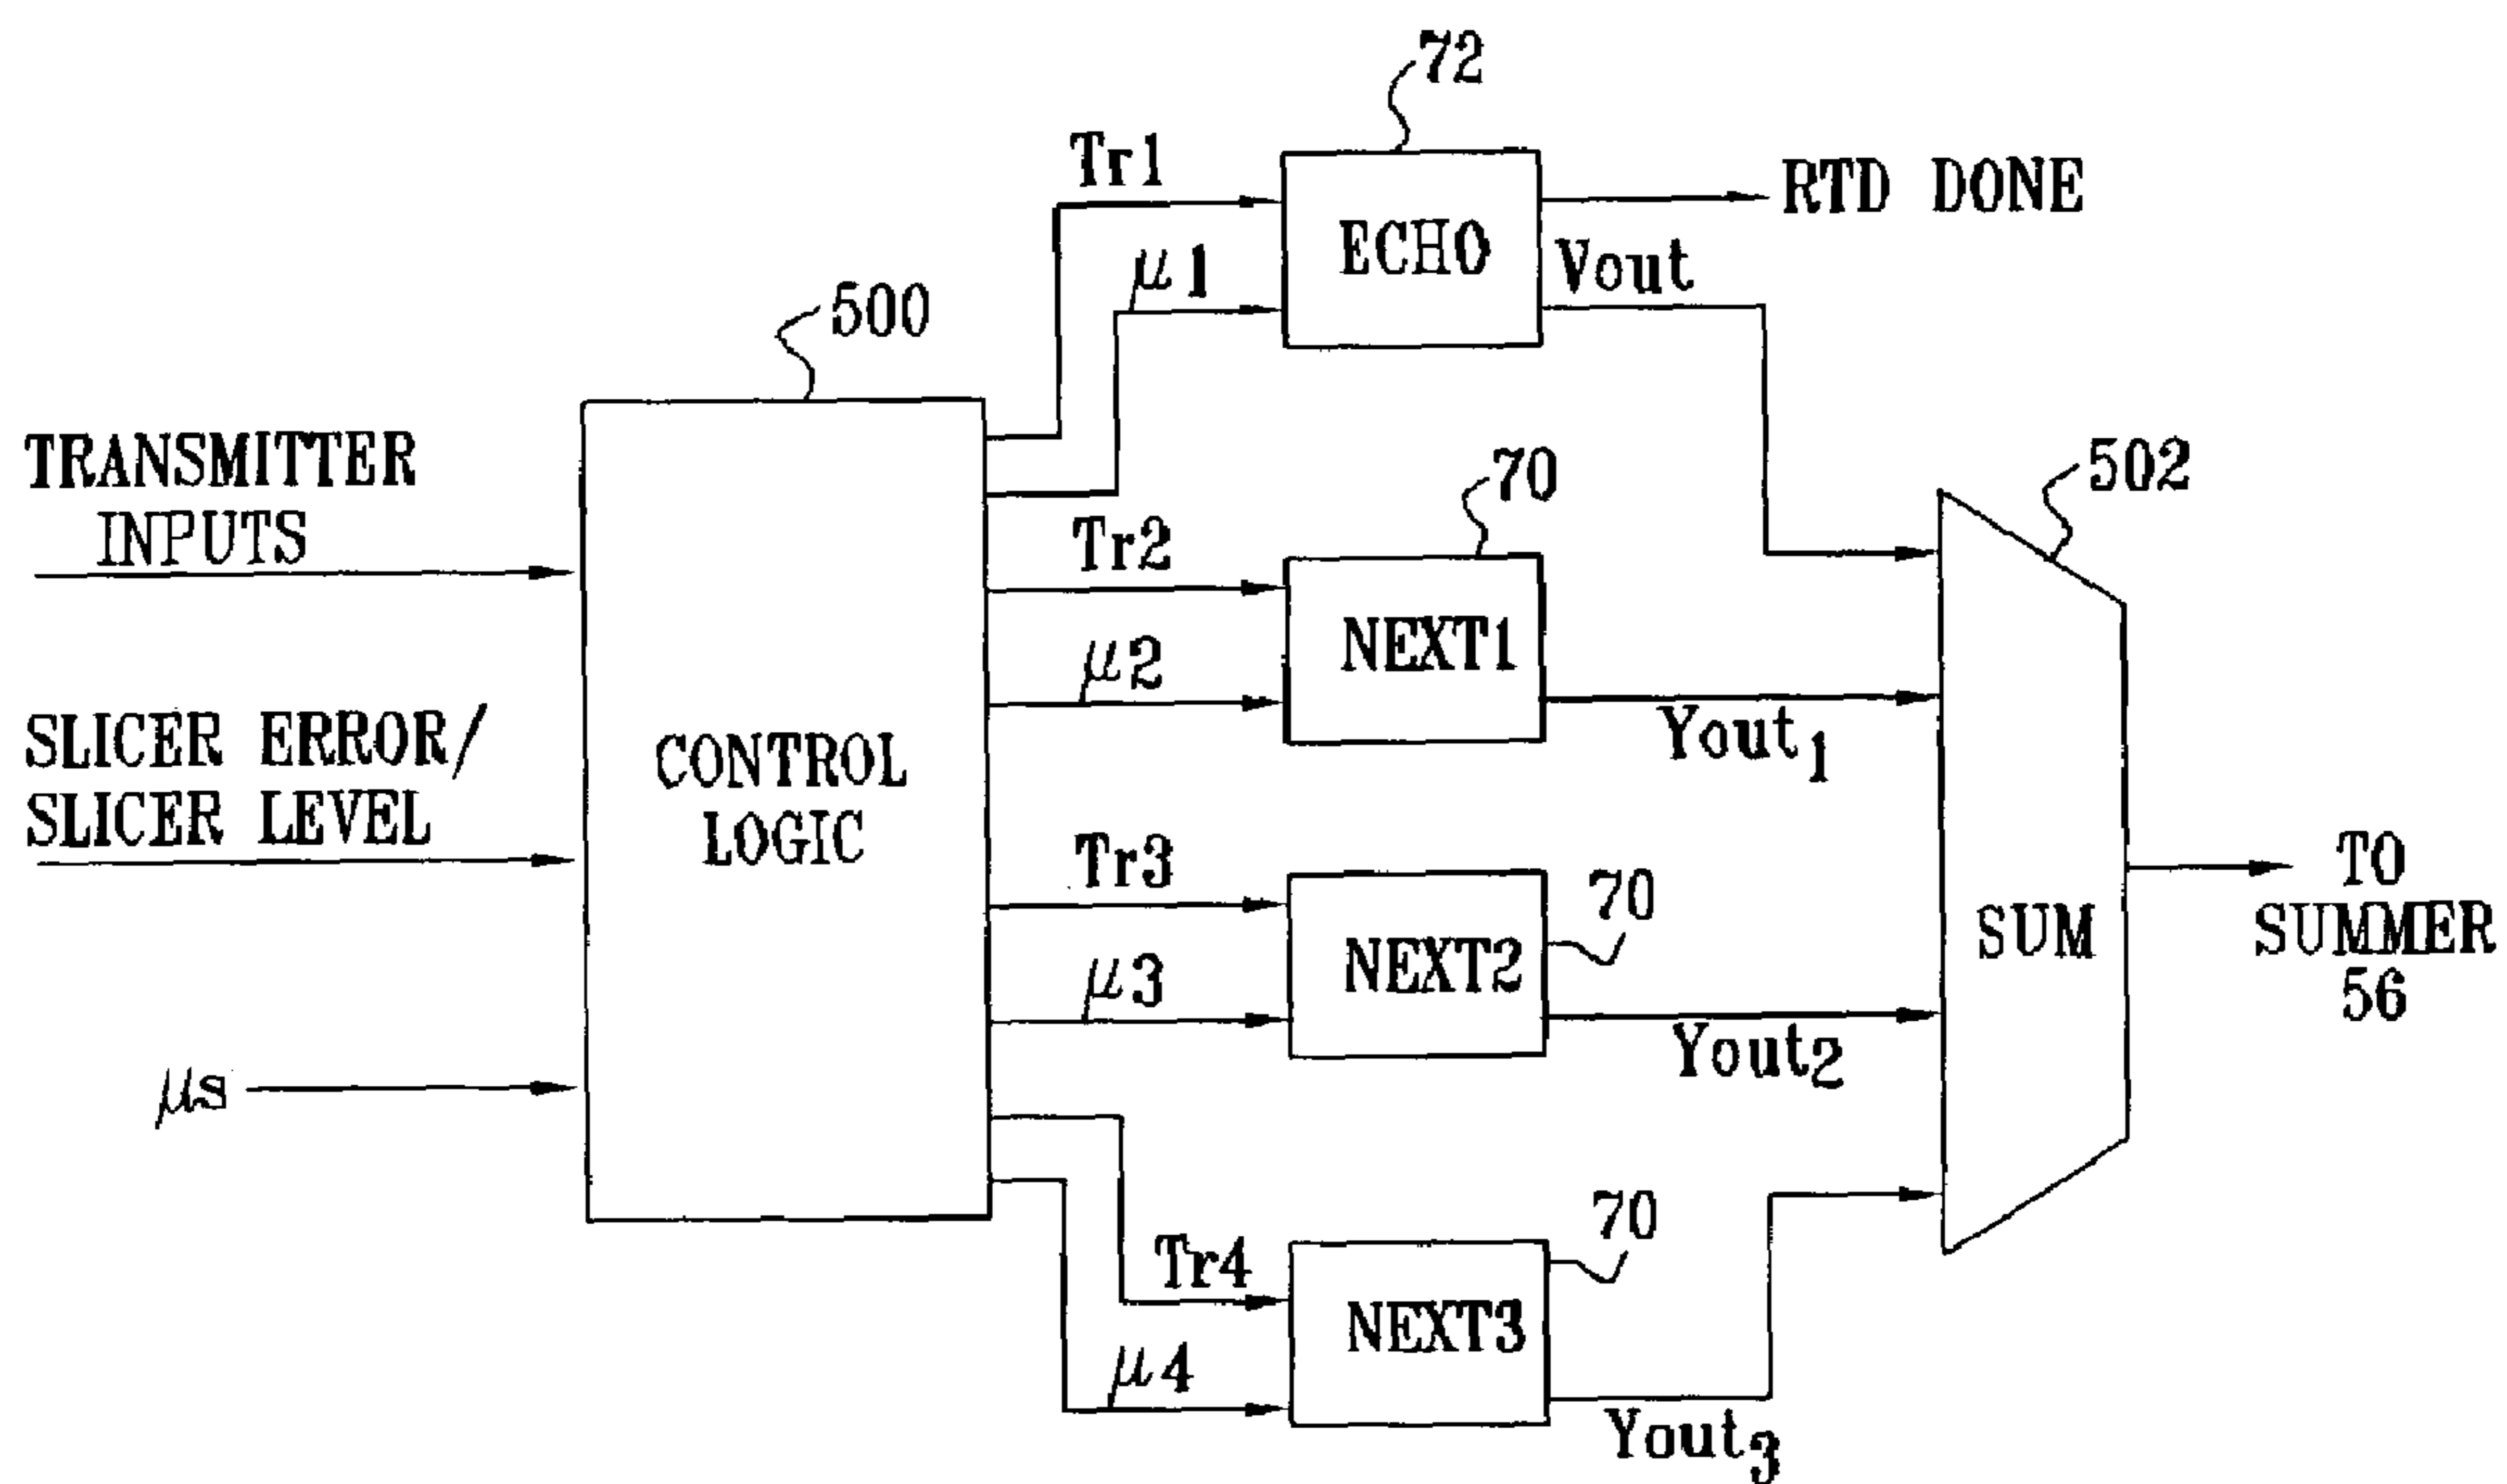 72
Tr1
RTD DONE
ECHO
μ1
Vout
500
TRANSMITTER
INPUTS
70
502
Tr2
NEXT1
μ2
SLICER ERROR/
SLICER LEVEL
Yout1
CONTROL
LOGIC
Tr3
70
TO
SUMMER
56
SUM
NEXT2
μ3
Yout2
μs
70
Tr4
NEXT3
μ4
Yout3